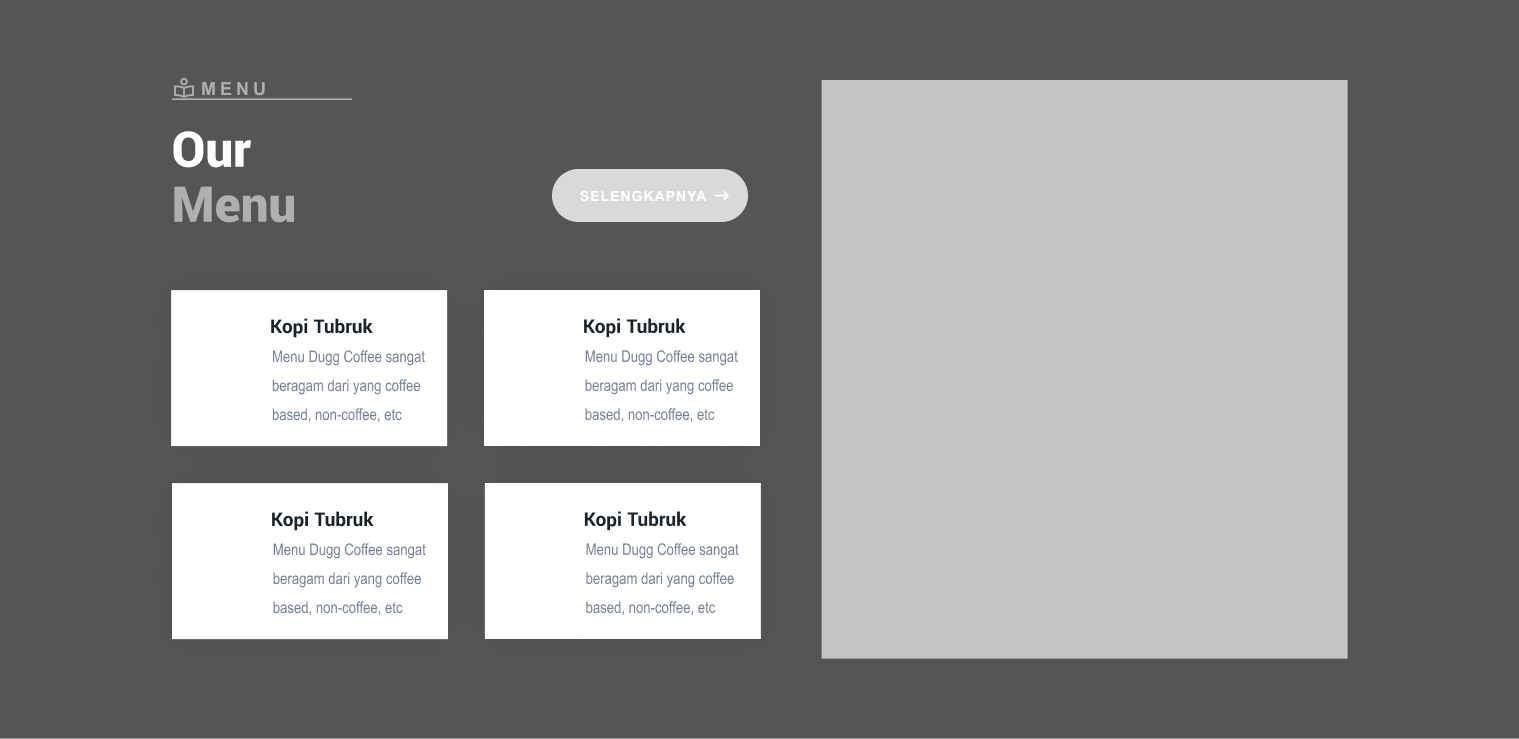 MENU
Our
Menu
SELENGKAPNYA →
Kopi Tubruk
Menu Dugg Coffee sangat
beragam dari yang coffee
based, non-coffee, etc
Kopi Tubruk
Menu Dugg Coffee sangat
beragam dari yang coffee
based, non-coffee, etc
Kopi Tubruk
Menu Dugg Coffee sangat
beragam dari yang coffee
based, non-coffee, etc
Kopi Tubruk
Menu Dugg Coffee sangat
beragam dari yang coffee
based, non-coffee, etc